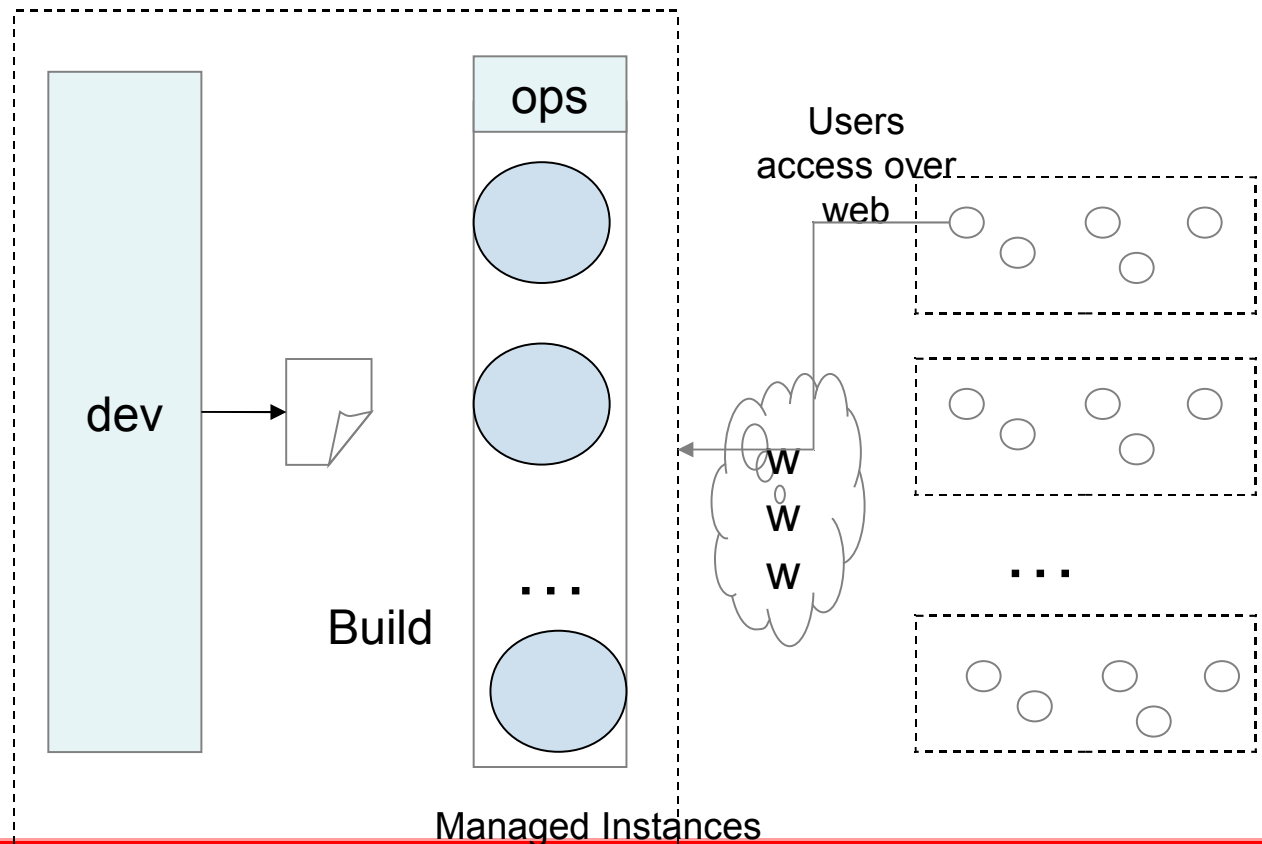 ops
Users
access over
web
dev
w
w
w
...
...
Build
Managed Instances